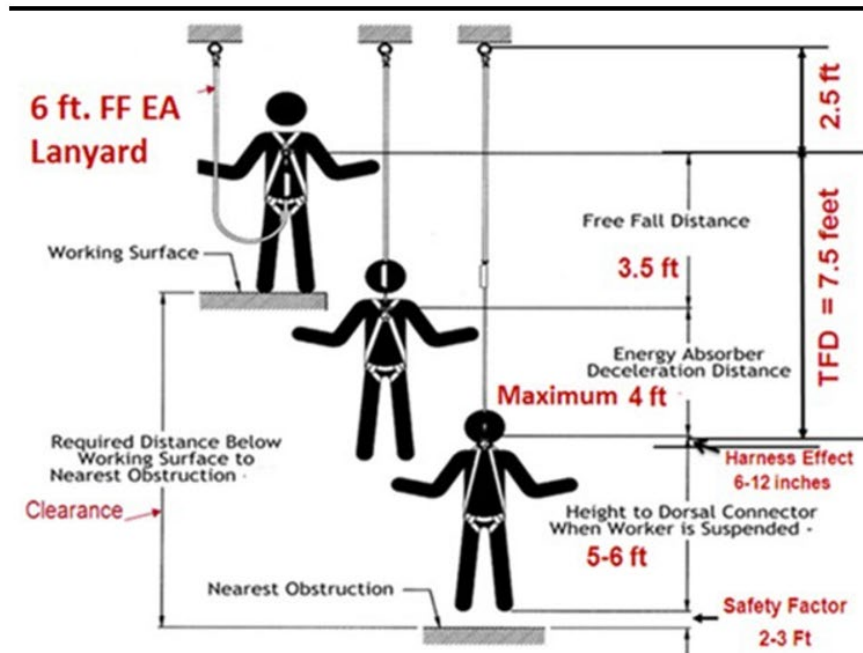 6 ft. FF EA
Lanyard
2.5 ft
Free Fall Distance
3.5 ft
TFD = 7.5 feet
Working Surface
Energy Absorber
Deceleration Distance
Maximum 4 ft
Required Distance Below
Working Surface to
Nearest Obstruction -
Clearance
Harness Effect
6-12 inches
Height to Dorsal Connector
When Worker is Suspended -
5-6 ft
Nearest Obstruction
Safety Factor
2-3 Ft